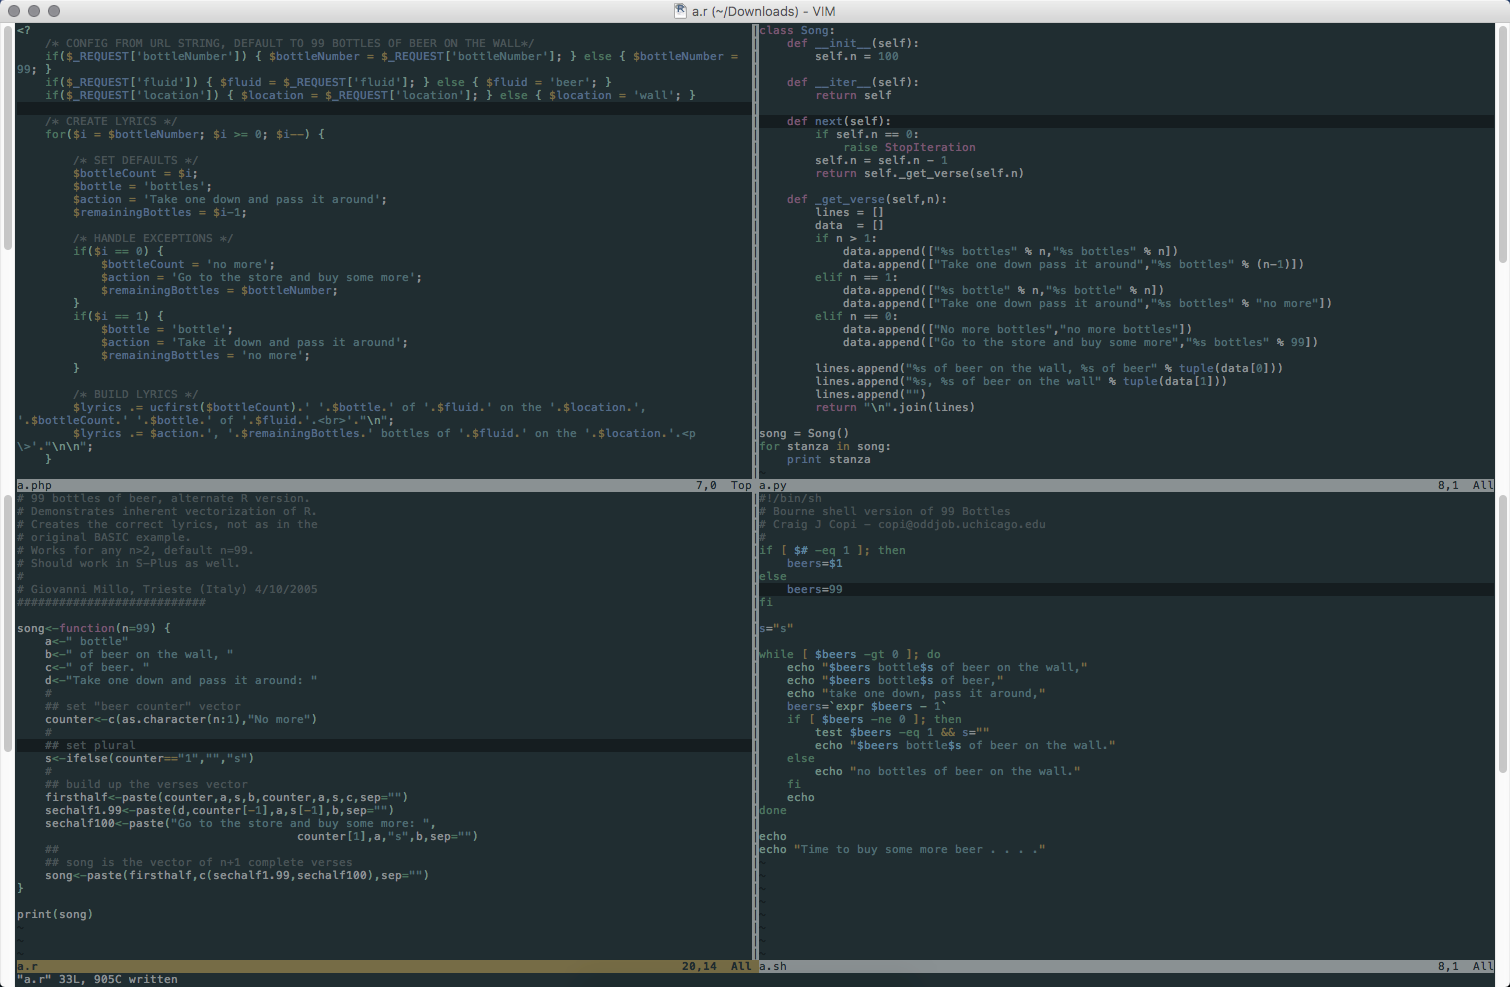 a.r (~/Downloads) - VIM
<?
    /* CONFIG FROM URL STRING, DEFAULT TO 99 BOTTLES OF BEER ON THE WALL*/
    if($_REQUEST['bottleNumber']) { $bottleNumber = $_REQUEST['bottleNumber']; } else { $bottleNumber =
99; }
    if($_REQUEST['fluid']) { $fluid = $_REQUEST['fluid']; } else { $fluid = 'beer'; }
    if($_REQUEST['location']) { $location = $_REQUEST['location']; } else { $location = 'wall'; }
    /* CREATE LYRICS */
    for($i = $bottleNumber; $i >= 0; $i--) {
        /* SET DEFAULTS */
        $bottleCount = $i;
        $bottle = 'bottles';
        $action = 'Take one down and pass it around';
        $remainingBottles = $i-1;
        /* HANDLE EXCEPTIONS */
        if($i == 0) {
            $bottleCount = 'no more';
            $action = 'Go to the store and buy some more';
            $remainingBottles = $bottleNumber;
        }
        if($i == 1) {
            $bottle = 'bottle';
            $action = 'Take it down and pass it around';
            $remainingBottles = 'no more';
        }
        /* BUILD LYRICS */
        $lyrics .= ucfirst($bottleCount).' '.$bottle.' of '.$fluid.' on the '.$location.',
'.$bottleCount.' '.$bottle.' of '.$fluid.'.<br>'."\n";
        $lyrics .= $action.', '.$remainingBottles.' bottles of '.$fluid.' on the '.$location.'.<p
\>'."\n\n";
    }
a.php 7,0 Top
class Song:
    def __init__(self):
        self.n = 100
    def __iter__(self):
        return self
    def next(self):
        if self.n == 0:
            raise StopIteration
        self.n = self.n - 1
        return self._get_verse(self.n)
    def _get_verse(self,n):
        lines = []
        data  = []
        if n > 1:
            data.append(["%s bottles" % n,"%s bottles" % n])
            data.append(["Take one down pass it around","%s bottles" % (n-1)])
        elif n == 1:
            data.append(["%s bottle" % n,"%s bottle" % n])
            data.append(["Take one down pass it around","%s bottles" % "no more"])
        elif n == 0:
            data.append(["No more bottles","no more bottles"])
            data.append(["Go to the store and buy some more","%s bottles" % 99])
        lines.append("%s of beer on the wall, %s of beer" % tuple(data[0]))
        lines.append("%s, %s of beer on the wall" % tuple(data[1]))
        lines.append("")
        return "\n".join(lines)
song = Song()
for stanza in song:
    print stanza
~
a.py 8,1 All
# 99 bottles of beer, alternate R version.
# Demonstrates inherent vectorization of R.
# Creates the correct lyrics, not as in the
# original BASIC example.
# Works for any n>2, default n=99.
# Should work in S-Plus as well.
#
# Giovanni Millo, Trieste (Italy) 4/10/2005
###########################
song<-function(n=99) {
    a<-" bottle"
    b<-" of beer on the wall, "
    c<-" of beer. "
    d<-"Take one down and pass it around: "
    #
    ## set "beer counter" vector
    counter<-c(as.character(n:1),"No more")
    #
    ## set plural
    s<-ifelse(counter=="1","","s")
    #
    ## build up the verses vector
    firsthalf<-paste(counter,a,s,b,counter,a,s,c,sep="")
    sechalf1.99<-paste(d,counter[-1],a,s[-1],b,sep="")
    sechalf100<-paste("Go to the store and buy some more: ",
                                        counter[1],a,"s",b,sep="")
    ##
    ## song is the vector of n+1 complete verses
    song<-paste(firsthalf,c(sechalf1.99,sechalf100),sep="")
}
print(song)
~
~
~
a.r 20,14 All
#!/bin/sh
# Bourne shell version of 99 Bottles
# Craig J Copi - copi@oddjob.uchicago.edu
#
if [ $# -eq 1 ]; then
    beers=$1
else
    beers=99
fi
s="s"
while [ $beers -gt 0 ]; do
    echo "$beers bottle$s of beer on the wall,"
    echo "$beers bottle$s of beer,"
    echo "take one down, pass it around,"
    beers=`expr $beers - 1`
    if [ $beers -ne 0 ]; then
        test $beers -eq 1 && s=""
        echo "$beers bottle$s of beer on the wall."
    else
        echo "no bottles of beer on the wall."
    fi
    echo
done
echo
echo "Time to buy some more beer . . . ."
~
~
~
~
~
~
~
~
a.sh 8,1 All
"a.r" 33L, 905C written